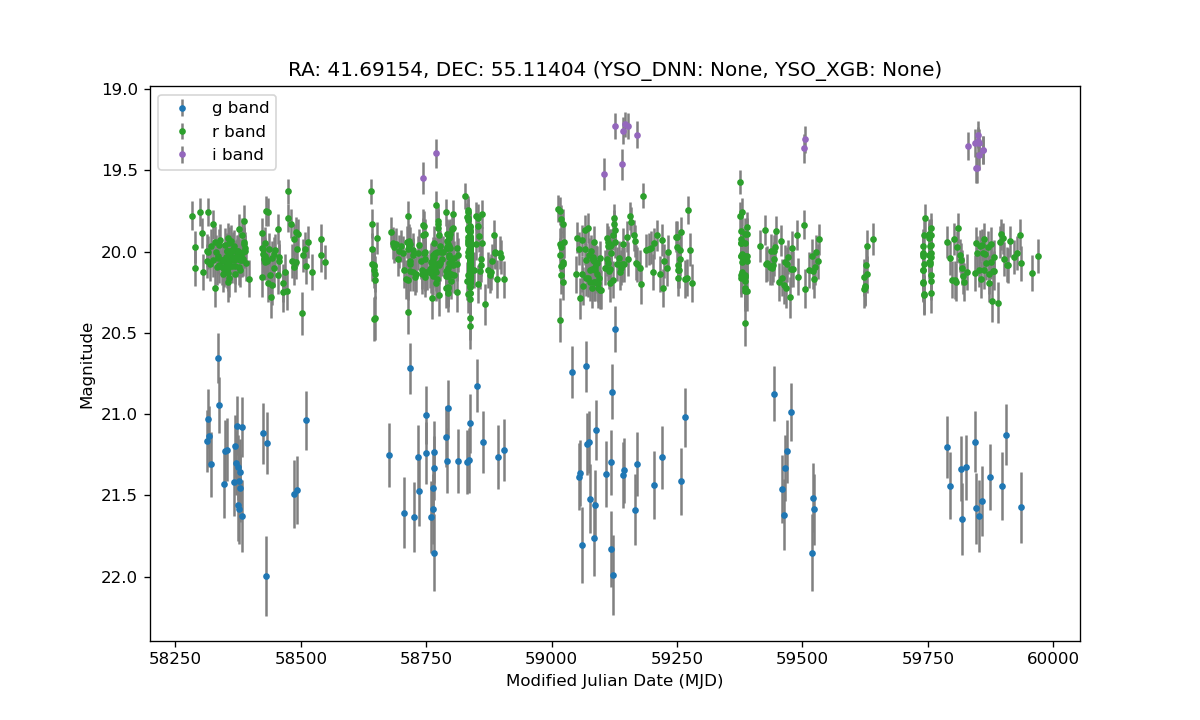 RA: 41.69154, DEC: 55.11404 (YSO_DNN: None, YSO_XGB: None)
g band
r band
i band
19.0
19.5
20.0
20.5
21.0
21.5
22.0
Magnitude
58250 58500 58750 59000 59250 59500 59750 60000
Modified Julian Date (MJD)